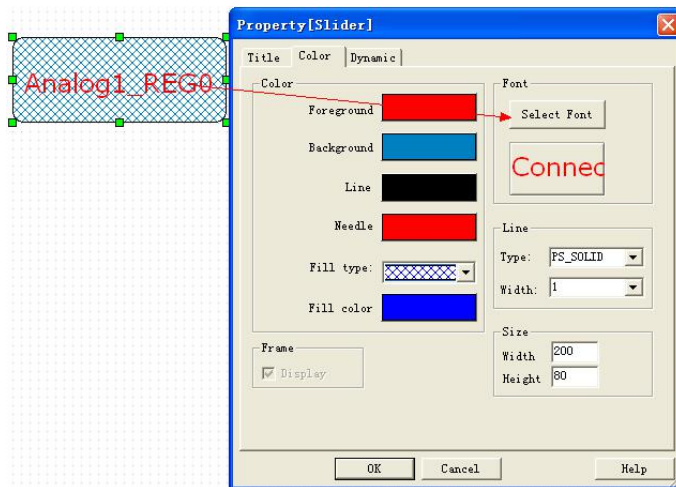 Property[Slider]
Title Color Dynamic
Analog1_REG0
Color
Foreground
Background
Line
Needle
Fill type:
Fill color
Frame
Display
Font
Select Font
Connec
Line
Type: PS_SOLID
Width: 1
Size
Width 200
Height 80
OK Cancel Help